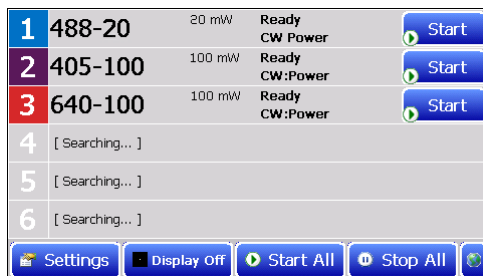 1 488-20 20 mW Ready Start
CW Power
2 405-100 100 mW Ready Start
CW:Power
3 640-100 100 mW Ready Start
CW:Power
4 [ Searching... ]
5 [ Searching... ]
6 [ Searching... ]
Settings Display Off Start All Stop All